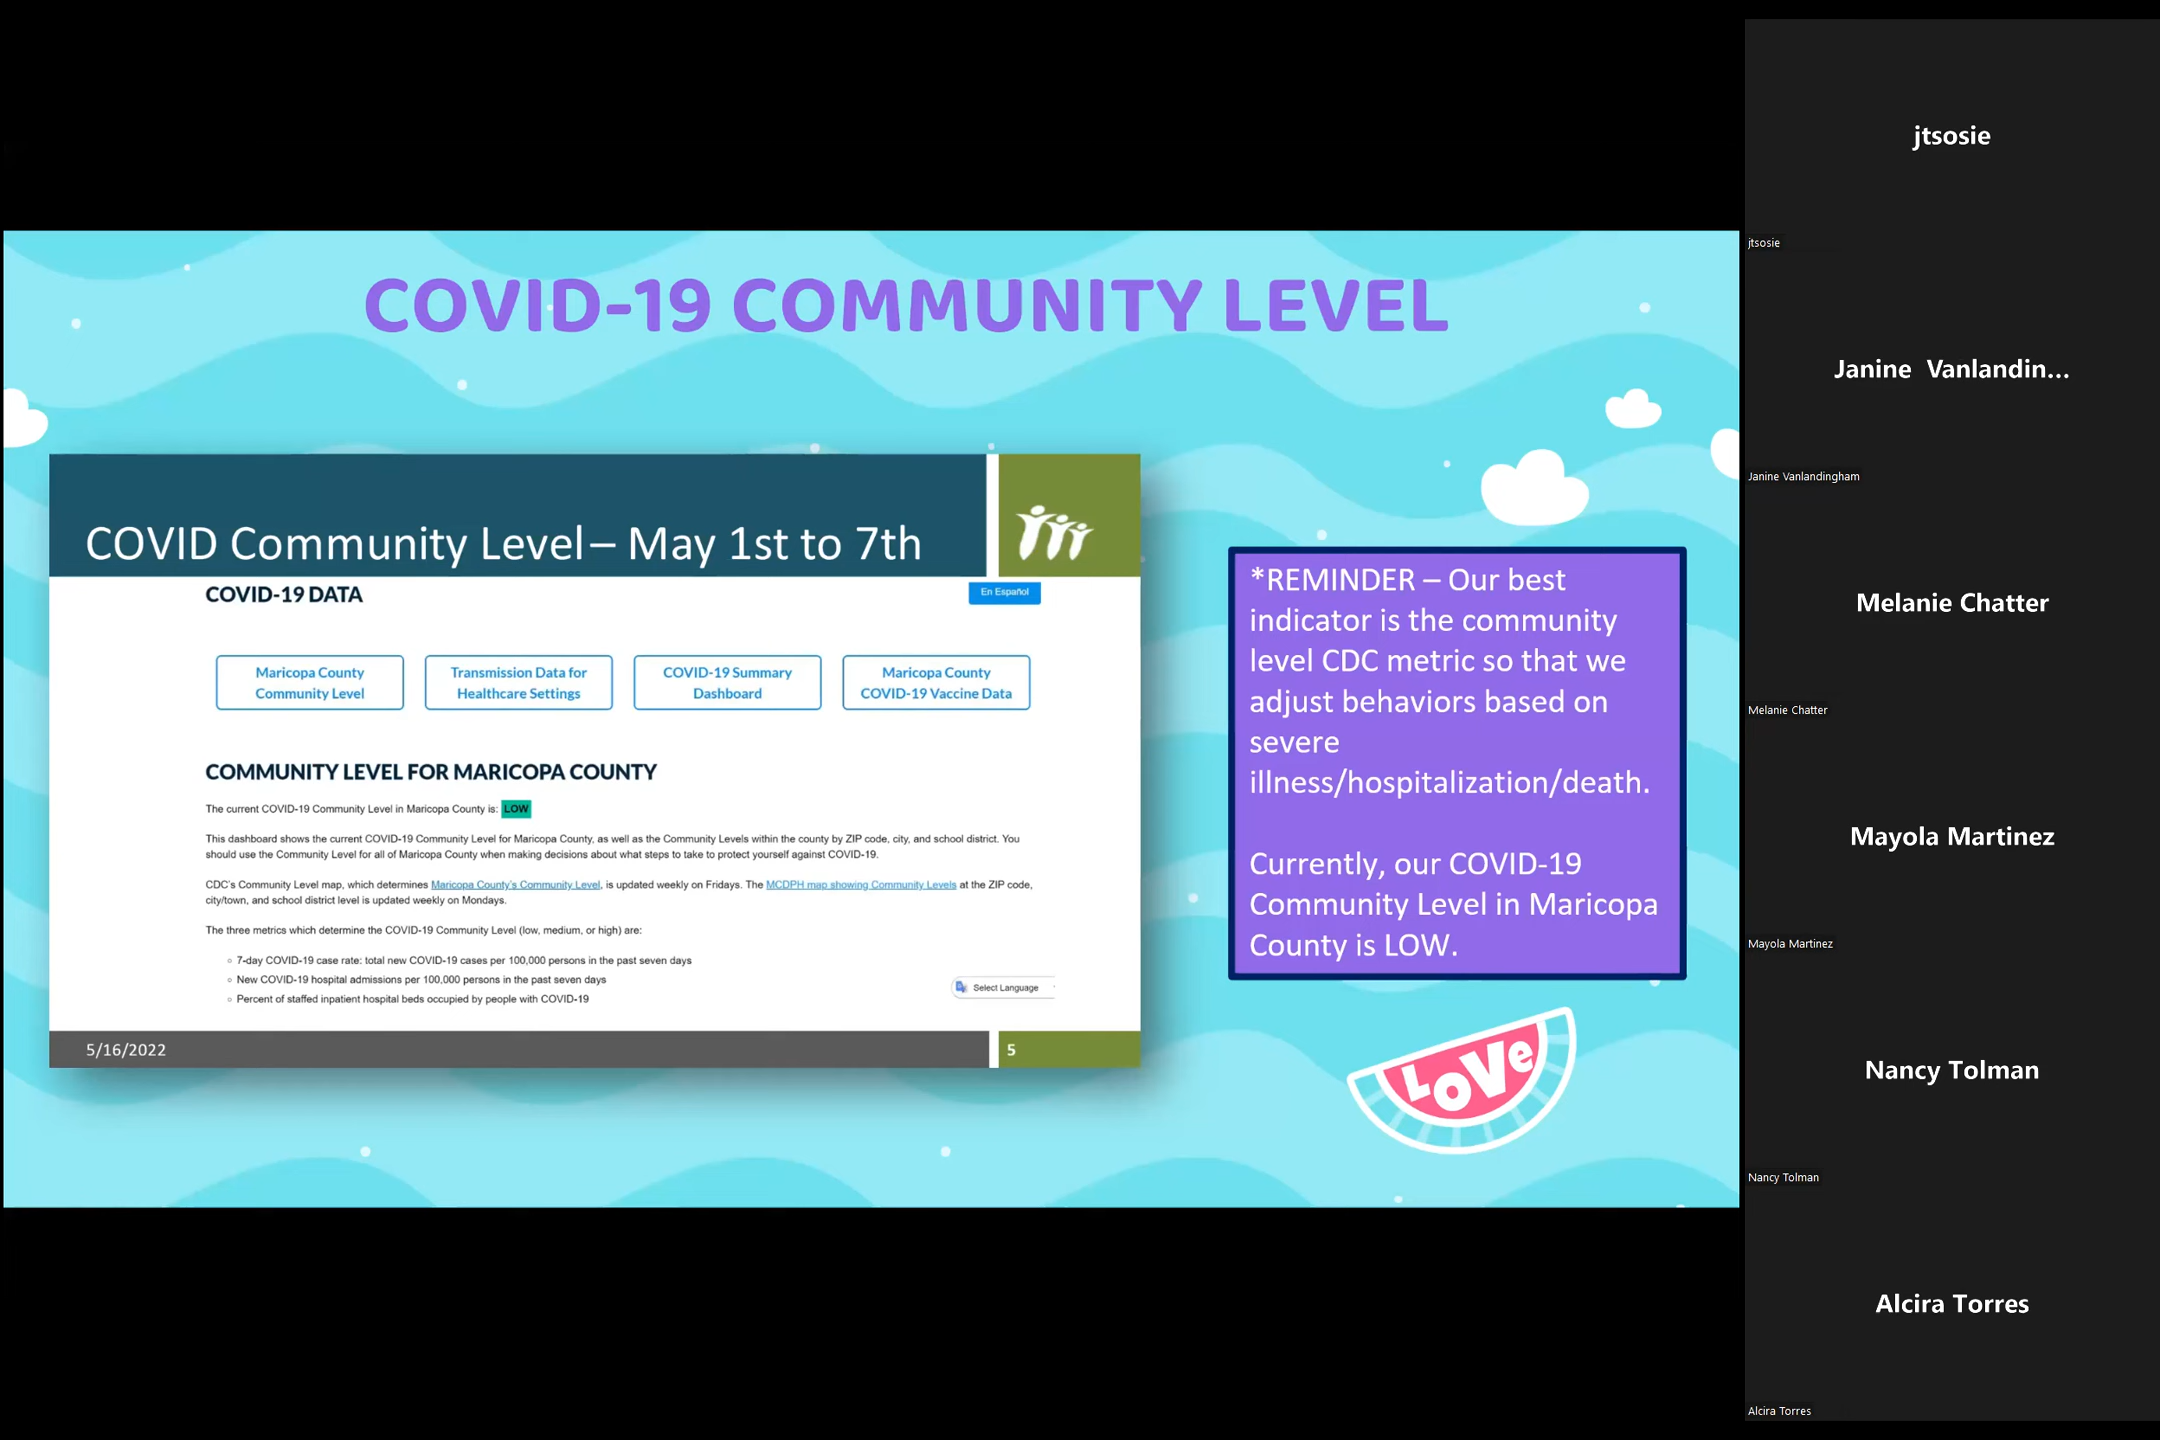 COVID-19 COMMUNITY LEVEL
COVID Community Level – May 1st to 7th
COVID-19 DATA
En Español
Maricopa County
Community Level
Transmission Data for
Healthcare Settings
COVID-19 Summary
Dashboard
Maricopa County
COVID-19 Vaccine Data
COMMUNITY LEVEL FOR MARICOPA COUNTY
The current COVID-19 Community Level in Maricopa County is: LOW
This dashboard shows the current COVID-19 Community Level for Maricopa County, as well as the Community Levels within the county by ZIP code, city, and school district. You
should use the Community Level for all of Maricopa County when making decisions about what steps to take to protect yourself against COVID-19.
CDC's Community Level map, which determines Maricopa County's Community Level, is updated weekly on Fridays. The MCDPH map showing Community Levels at the ZIP code,
city/town, and school district level is updated weekly on Mondays.
The three metrics which determine the COVID-19 Community Level (low, medium, or high) are:
7-day COVID-19 case rate: total new COVID-19 cases per 100,000 persons in the past seven days
New COVID-19 hospital admissions per 100,000 persons in the past seven days
Percent of staffed inpatient hospital beds occupied by people with COVID-19
Select Language
5/16/2022
5
*REMINDER – Our best
indicator is the community
level CDC metric so that we
adjust behaviors based on
severe
illness/hospitalization/death.
Currently, our COVID-19
Community Level in Maricopa
County is LOW.
LOVe
jtsosie
jtsosie
Janine Vanlandin...
Janine Vanlandingham
Melanie Chatter
Melanie Chatter
Mayola Martinez
Mayola Martinez
Nancy Tolman
Nancy Tolman
Alcira Torres
Alcira Torres